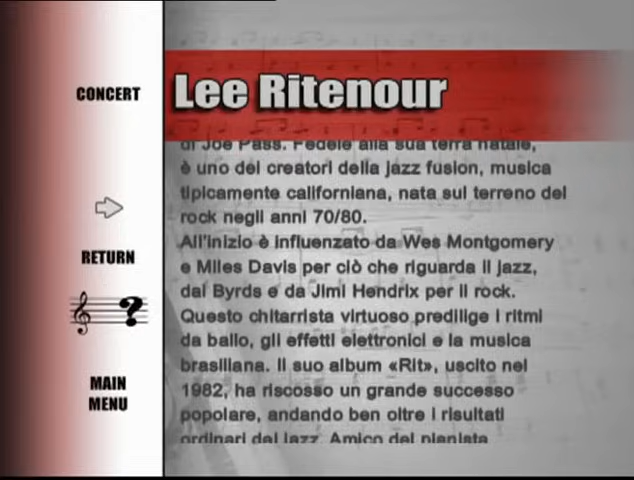 CONCERT
Lee Ritenour
di Joe Pass. Fedele alla sua terra natale,
è uno dei creatori della jazz fusion, musica
tipicamente californiana, nata sul terreno del
rock negli anni 70/80.
All'inizio è influenzato da Wes Montgomery
e Miles Davis per ciò che riguarda il jazz,
dai Byrds e da Jimi Hendrix per il rock.
Questo chitarrista virtuoso predilige i ritmi
da ballo, gli effetti elettronici e la musica
brasiliana. Il suo album «Rit», uscito nel
1982, ha riscosso un grande successo
popolare, andando ben oltre i risultati
ordinari del jazz. Amico del pianista
RETURN
?
MAIN
MENU